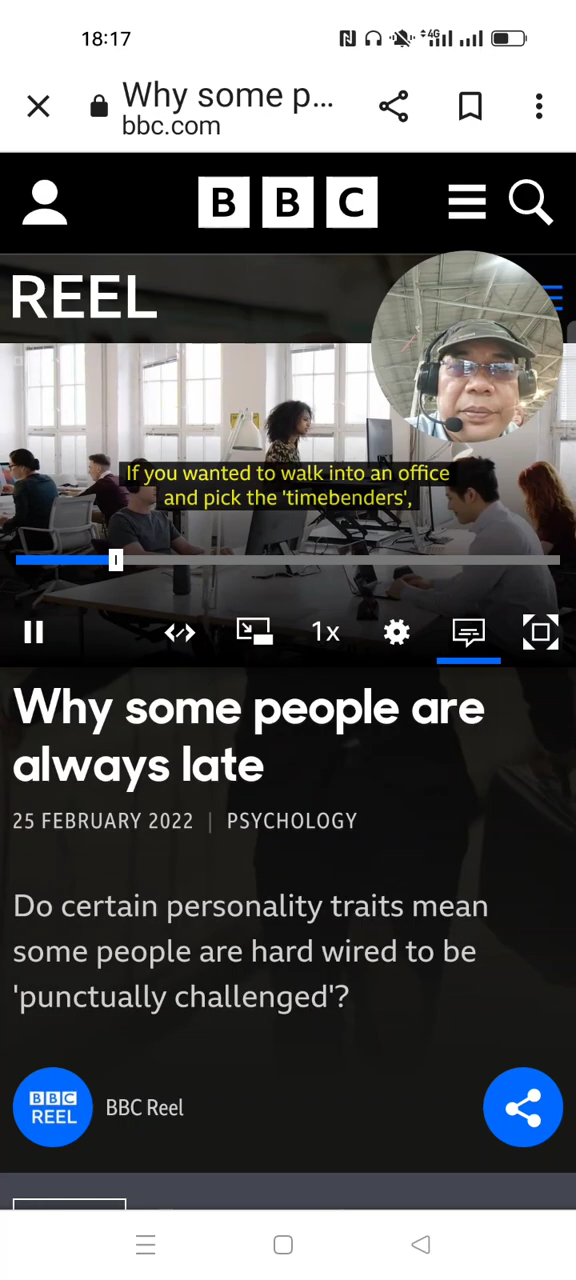 18:17
4G
Why some p...
bbc.com
BBC
REEL
If you wanted to walk into an office
and pick the 'timebenders',
1x
Why some people are
always late
25 FEBRUARY 2022 | PSYCHOLOGY
Do certain personality traits mean
some people are hard wired to be
'punctually challenged'?
BBC
REEL
BBC Reel